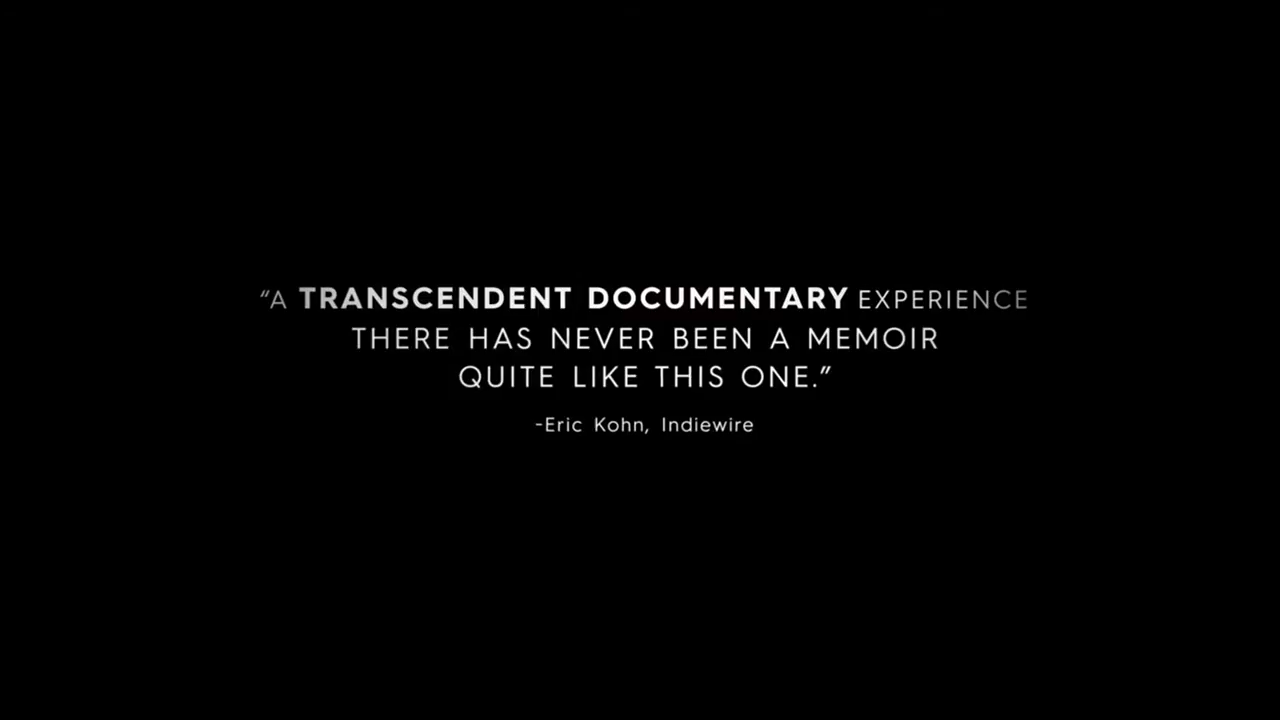 “A TRANSCENDENT DOCUMENTARY EXPERIENCE
THERE HAS NEVER BEEN A MEMOIR
QUITE LIKE THIS ONE.”
-Eric Kohn, Indiewire